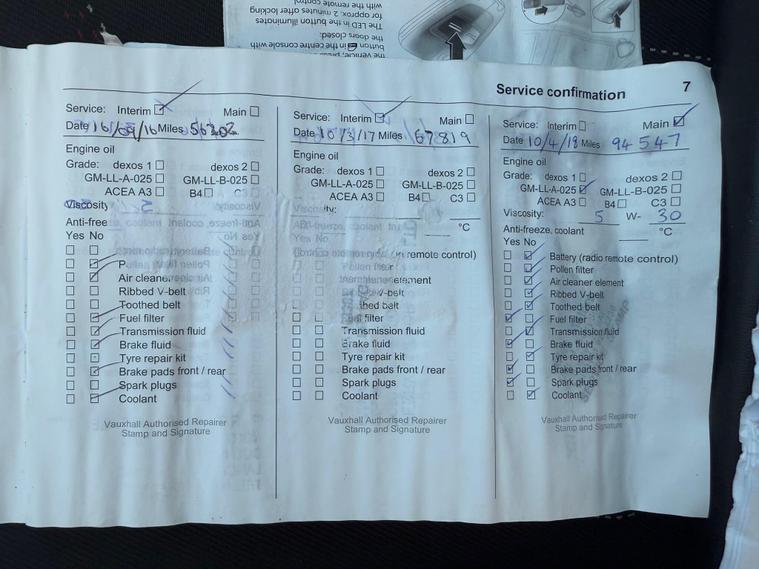 with the remote control
for approx. 2 minutes after locking
The LED in the button illuminates
the doors closed:
button in the centre console with
Service confirmation 7
Service: Interim Main
Date 16/09/16 Miles 56202
Engine oil
Grade: dexos 1 dexos 2
GM-LL-A-025 GM-LL-B-025
ACEA A3 B4
Viscosity
Anti-freeze
Yes No
Air cleaner
Ribbed V-belt
Toothed belt
Fuel filter
Transmission fluid
Brake fluid
Tyre repair kit
Brake pads front / rear
Spark plugs
Coolant
Vauxhall Authorised Repairer
Stamp and Signature
Service: Interim Main
Date 10/3/17 Miles 67819
Engine oil
Grade: dexos 1 dexos 2
GM-LL-A-025 GM-LL-B-025
ACEA A3 B4 C3
Viscosity:
°C
Yes No
remote control)
Pollen filter
element
V-belt
belt
filter
Transmission fluid
Brake fluid
Tyre repair kit
Brake pads front / rear
Spark plugs
Coolant
Vauxhall Authorised Repairer
Stamp and Signature
Service: Interim Main
Date 10/4/18 Miles 94547
Engine oil
Grade: dexos 1 dexos 2
GM-LL-A-025 GM-LL-B-025
ACEA A3 B4 C3
Viscosity: 5 W- 30
Anti-freeze, coolant °C
Yes No
Battery (radio remote control)
Pollen filter
Air cleaner element
Ribbed V-belt
Toothed belt
Fuel filter
Transmission fluid
Brake fluid
Tyre repair kit
Brake pads front / rear
Spark plugs
Coolant
Vauxhall Authorised Repairer
Stamp and Signature